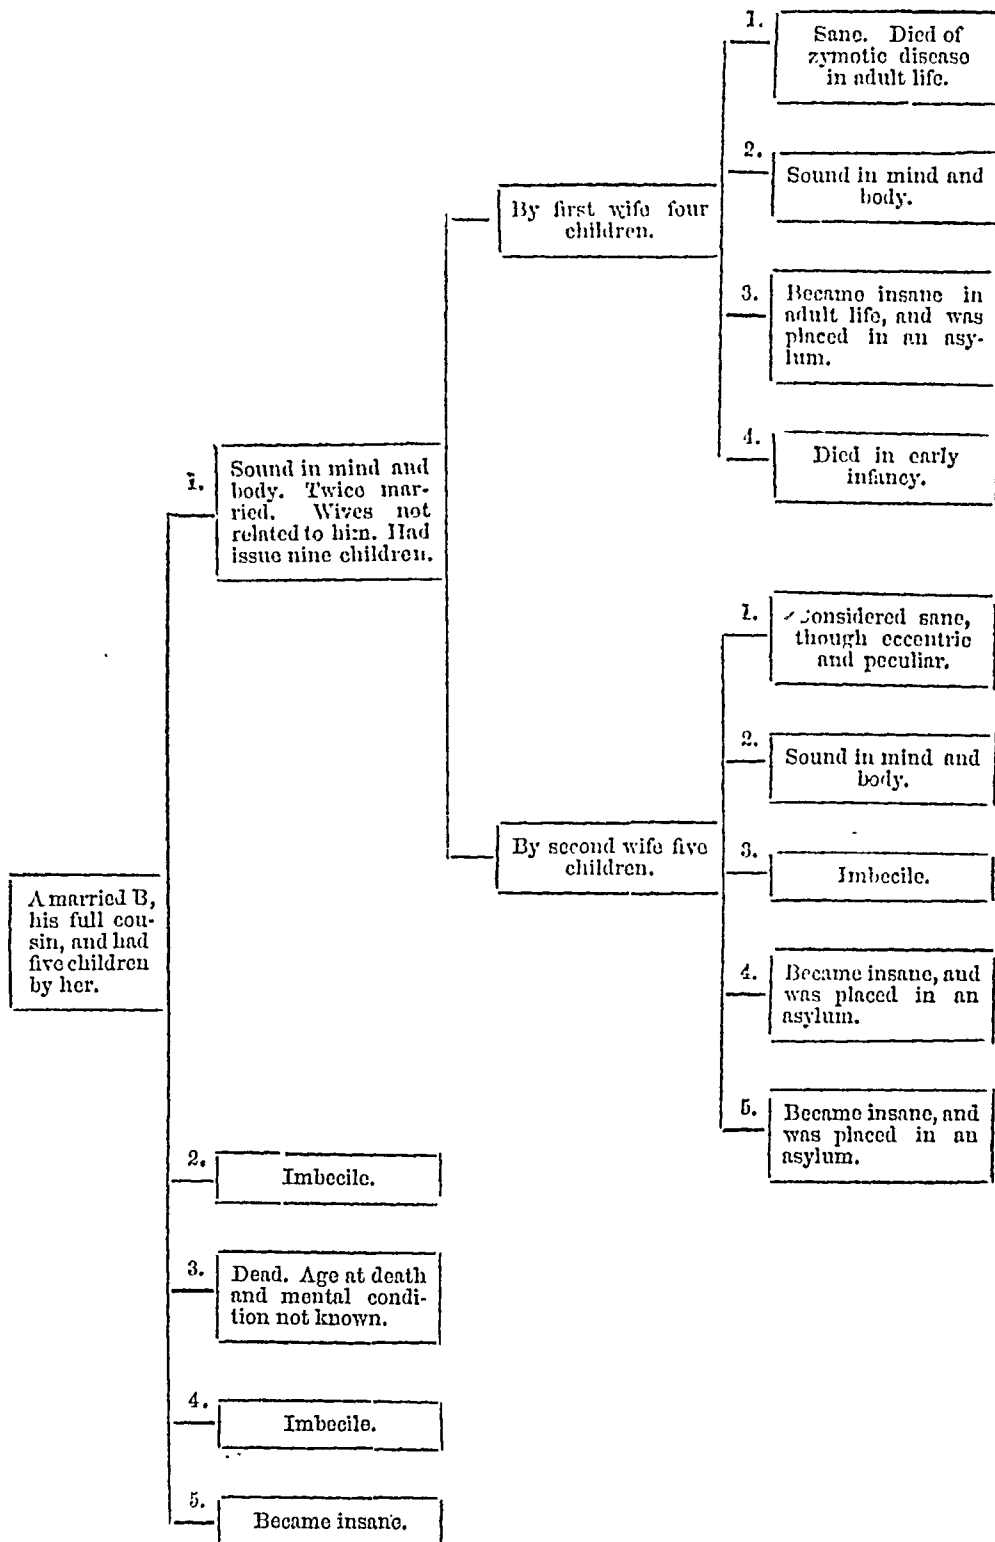 A married B,
his full cou-
sin, and had
five children
by her.
1.
Sound in mind and
body. Twice mar-
ried. Wives not
related to him. Had
issue nine children.
By first wife four
children.
1.
Sane. Died of
zymotic disease
in adult life.
2.
Sound in mind and
body.
3.
Became insane in
adult life, and was
placed in an asy-
lum.
4.
Died in early
infancy.
By second wife five
children.
1.
Considered sane,
though eccentric
and peculiar.
2.
Sound in mind and
body.
3.
Imbecile.
4.
Became insane, and
was placed in an
asylum.
5.
Became insane, and
was placed in an
asylum.
2.
Imbecile.
3.
Dead. Age at death
and mental condi-
tion not known.
4.
Imbecile.
5.
Became insane.